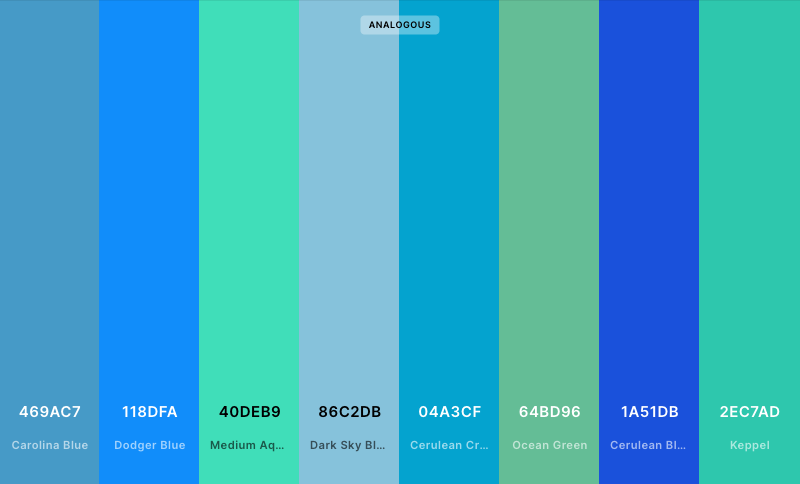 ANALOGOUS
469AC7 118DFA 40DEB9 86C2DB 04A3CF 64BD96 1A51DB 2EC7AD
Carolina Blue Dodger Blue Medium Aq... Dark Sky Bl... Cerulean Cr... Ocean Green Cerulean Bl... Keppel